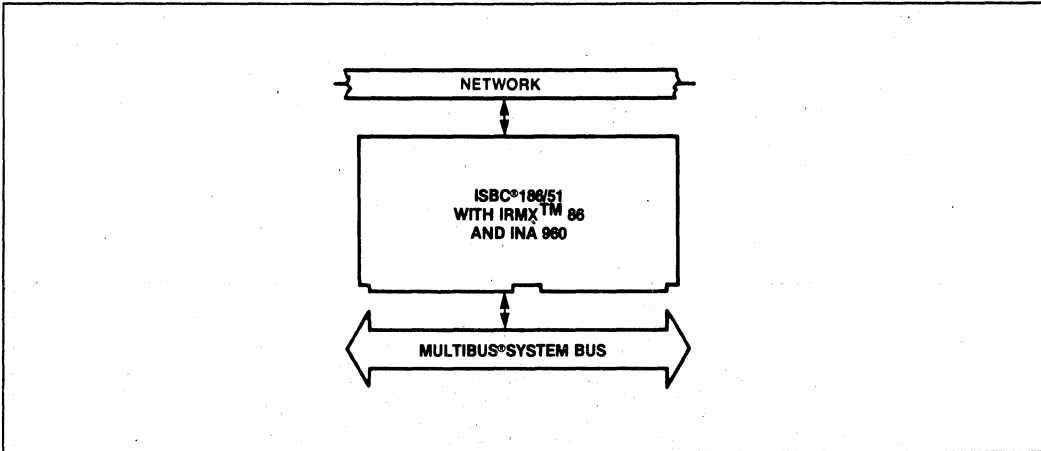 NETWORK
ISBC®186/51
WITH IRMX™ 86
AND INA 960
MULTIBUS®SYSTEM BUS